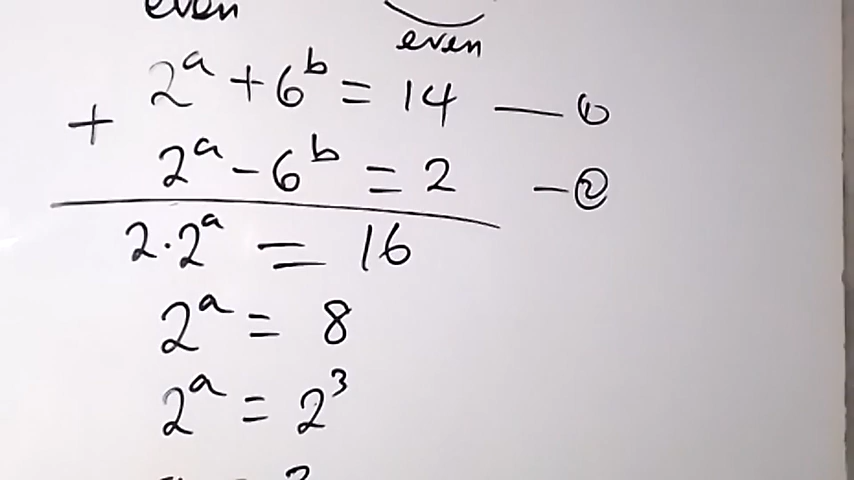 even
even
2^a + 6^b = 14 — ①
+ 2^a - 6^b = 2 — ②
2·2^a = 16
2^a = 8
2^a = 2^3